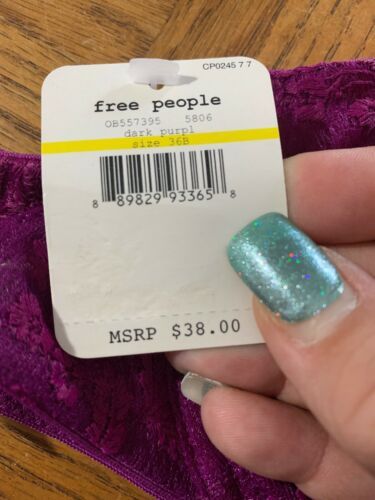 CP0245 7 7
free people
OB557395 5806
dark purpl
size 36B
8 89829 93365 8
MSRP $38.00